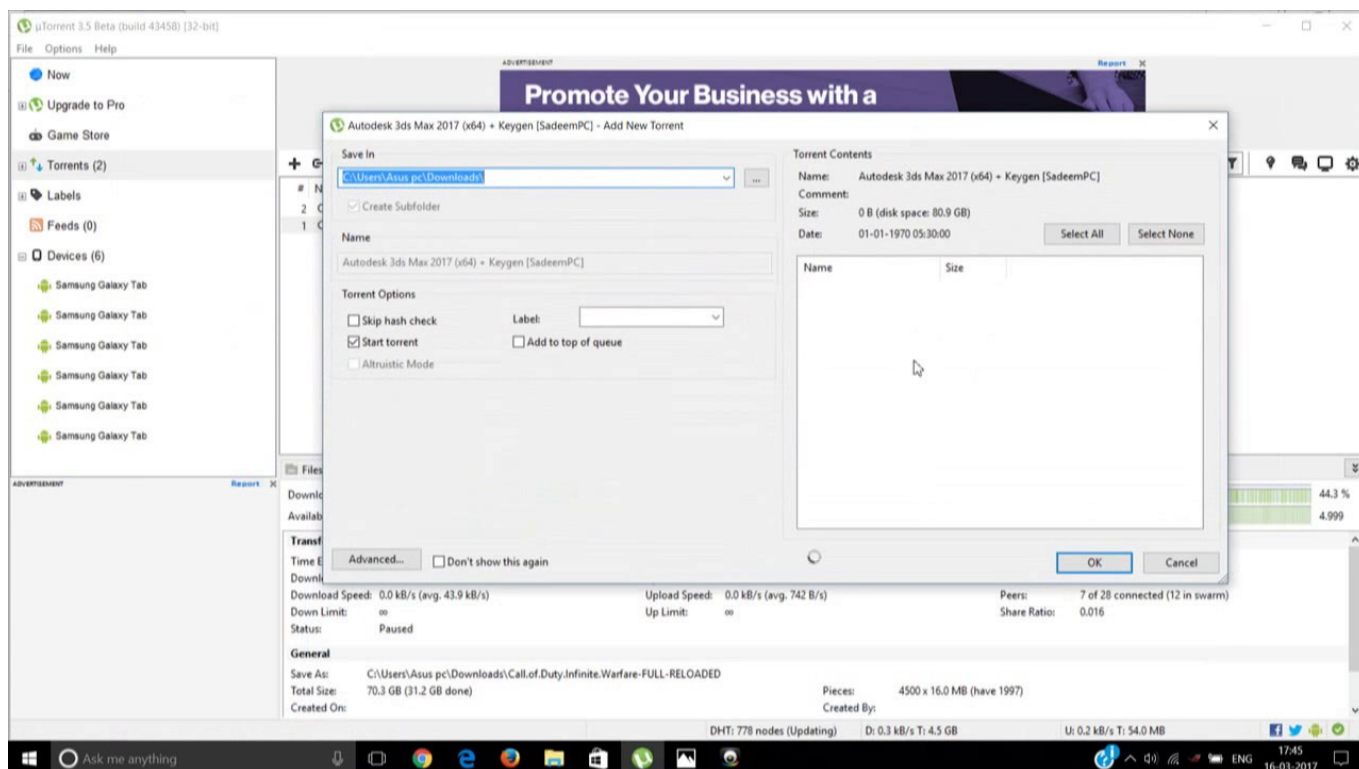 µTorrent 3.5 Beta (build 43458) [32-bit]
File Options Help
Now
Upgrade to Pro
Game Store
Torrents (2)
Labels
Feeds (0)
Devices (6)
Samsung Galaxy Tab
Samsung Galaxy Tab
Samsung Galaxy Tab
Samsung Galaxy Tab
Samsung Galaxy Tab
Samsung Galaxy Tab
ADVERTISEMENT Report
ADVERTISEMENT Report
Promote Your Business with a
# N
2 C
1 C
Autodesk 3ds Max 2017 (x64) + Keygen [SadeemPC] - Add New Torrent
Save In
C:\Users\Asus pc\Downloads\
...
Create Subfolder
Name
Autodesk 3ds Max 2017 (x64) + Keygen [SadeemPC]
Torrent Options
Skip hash check Label:
Start torrent Add to top of queue
Altruistic Mode
Advanced... Don't show this again
Torrent Contents
Name: Autodesk 3ds Max 2017 (x64) + Keygen [SadeemPC]
Comment:
Size: 0 B (disk space: 80.9 GB)
Date: 01-01-1970 05:30:00 Select All Select None
Name Size
OK Cancel
Files
Downlo 44.3 %
Availab 4.999
Transf
Time E
Downl
Download Speed: 0.0 kB/s (avg. 43.9 kB/s) Upload Speed: 0.0 kB/s (avg. 742 B/s) Peers: 7 of 28 connected (12 in swarm)
Down Limit: ∞ Up Limit: ∞ Share Ratio: 0.016
Status: Paused
General
Save As: C:\Users\Asus pc\Downloads\Call.of.Duty.Infinite.Warfare-FULL-RELOADED
Total Size: 70.3 GB (31.2 GB done) Pieces: 4500 x 16.0 MB (have 1997)
Created On: Created By:
DHT: 778 nodes (Updating) D: 0.3 kB/s T: 4.5 GB U: 0.2 kB/s T: 54.0 MB
Ask me anything
ENG
17:45
16-03-2017